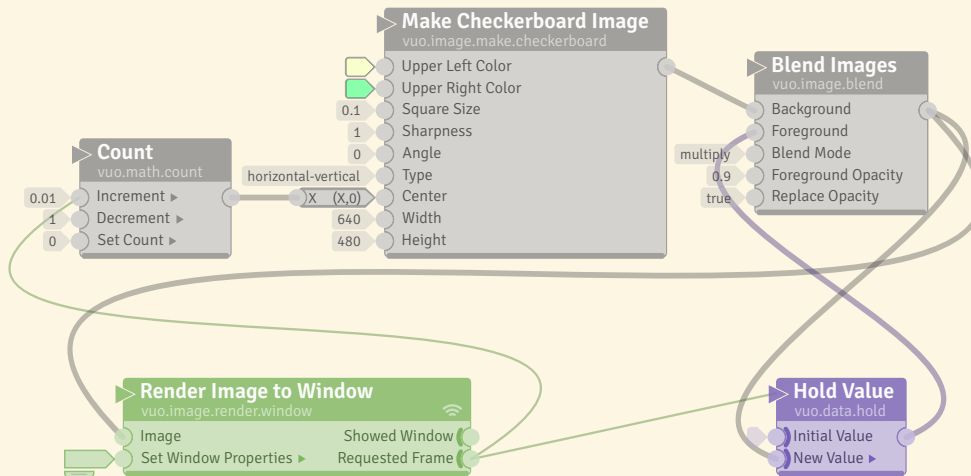 Make Checkerboard Image
vuo.image.make.checkerboard
Upper Left Color
Upper Right Color
0.1 Square Size
1 Sharpness
0 Angle
horizontal-vertical Type
X (X,0) Center
640 Width
480 Height
Blend Images
vuo.image.blend
Background
Foreground
multiply Blend Mode
0.9 Foreground Opacity
true Replace Opacity
Count
vuo.math.count
0.01 Increment ▸
1 Decrement ▸
0 Set Count ▸
Render Image to Window
vuo.image.render.window
Image Showed Window
Set Window Properties ▸ Requested Frame
Hold Value
vuo.data.hold
Initial Value
New Value ▸